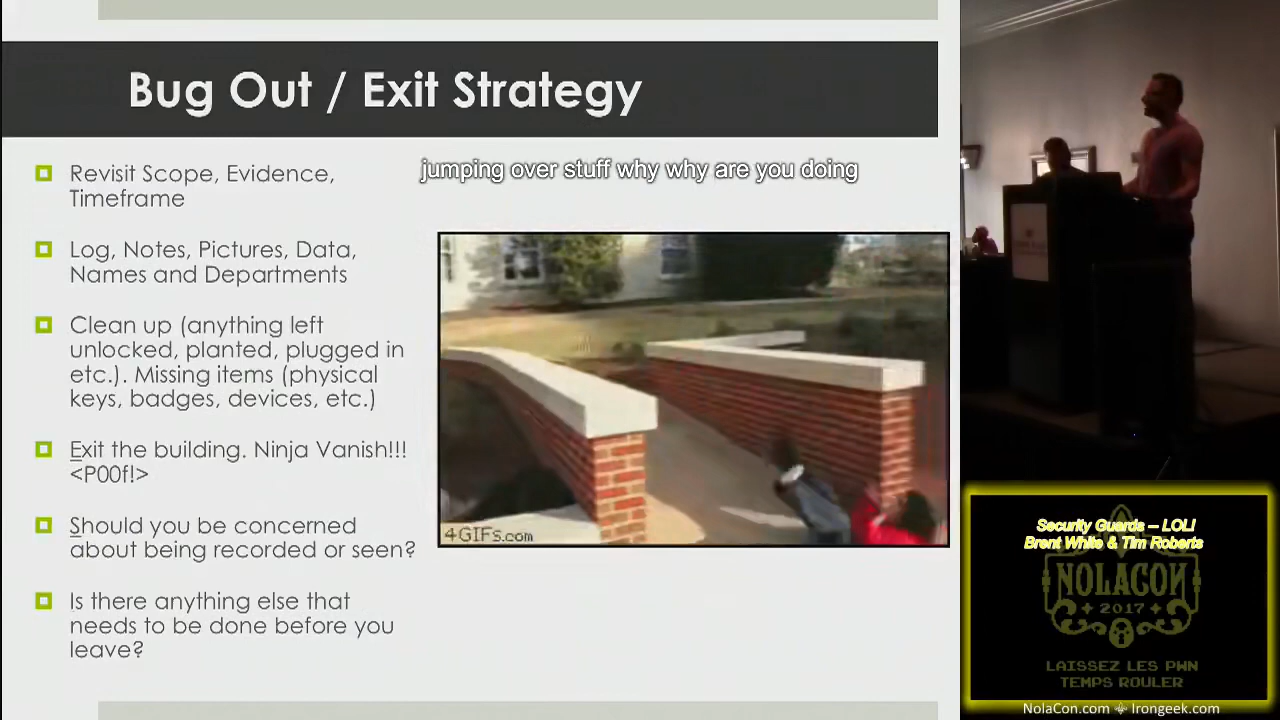 Bug Out / Exit Strategy
Revisit Scope, Evidence,
Timeframe
Log, Notes, Pictures, Data,
Names and Departments
Clean up (anything left
unlocked, planted, plugged in
etc.). Missing items (physical
keys, badges, devices, etc.)
Exit the building. Ninja Vanish!!!
<P00f!>
Should you be concerned
about being recorded or seen?
Is there anything else that
needs to be done before you
leave?
jumping over stuff why why are you doing
4GIFs.com
Security Guards -- LOL!
Brent White & Tim Roberts
NOLACON
2017
LAISSEZ LES PWN
TEMPS ROULER
NolaCon.com Irongeek.com